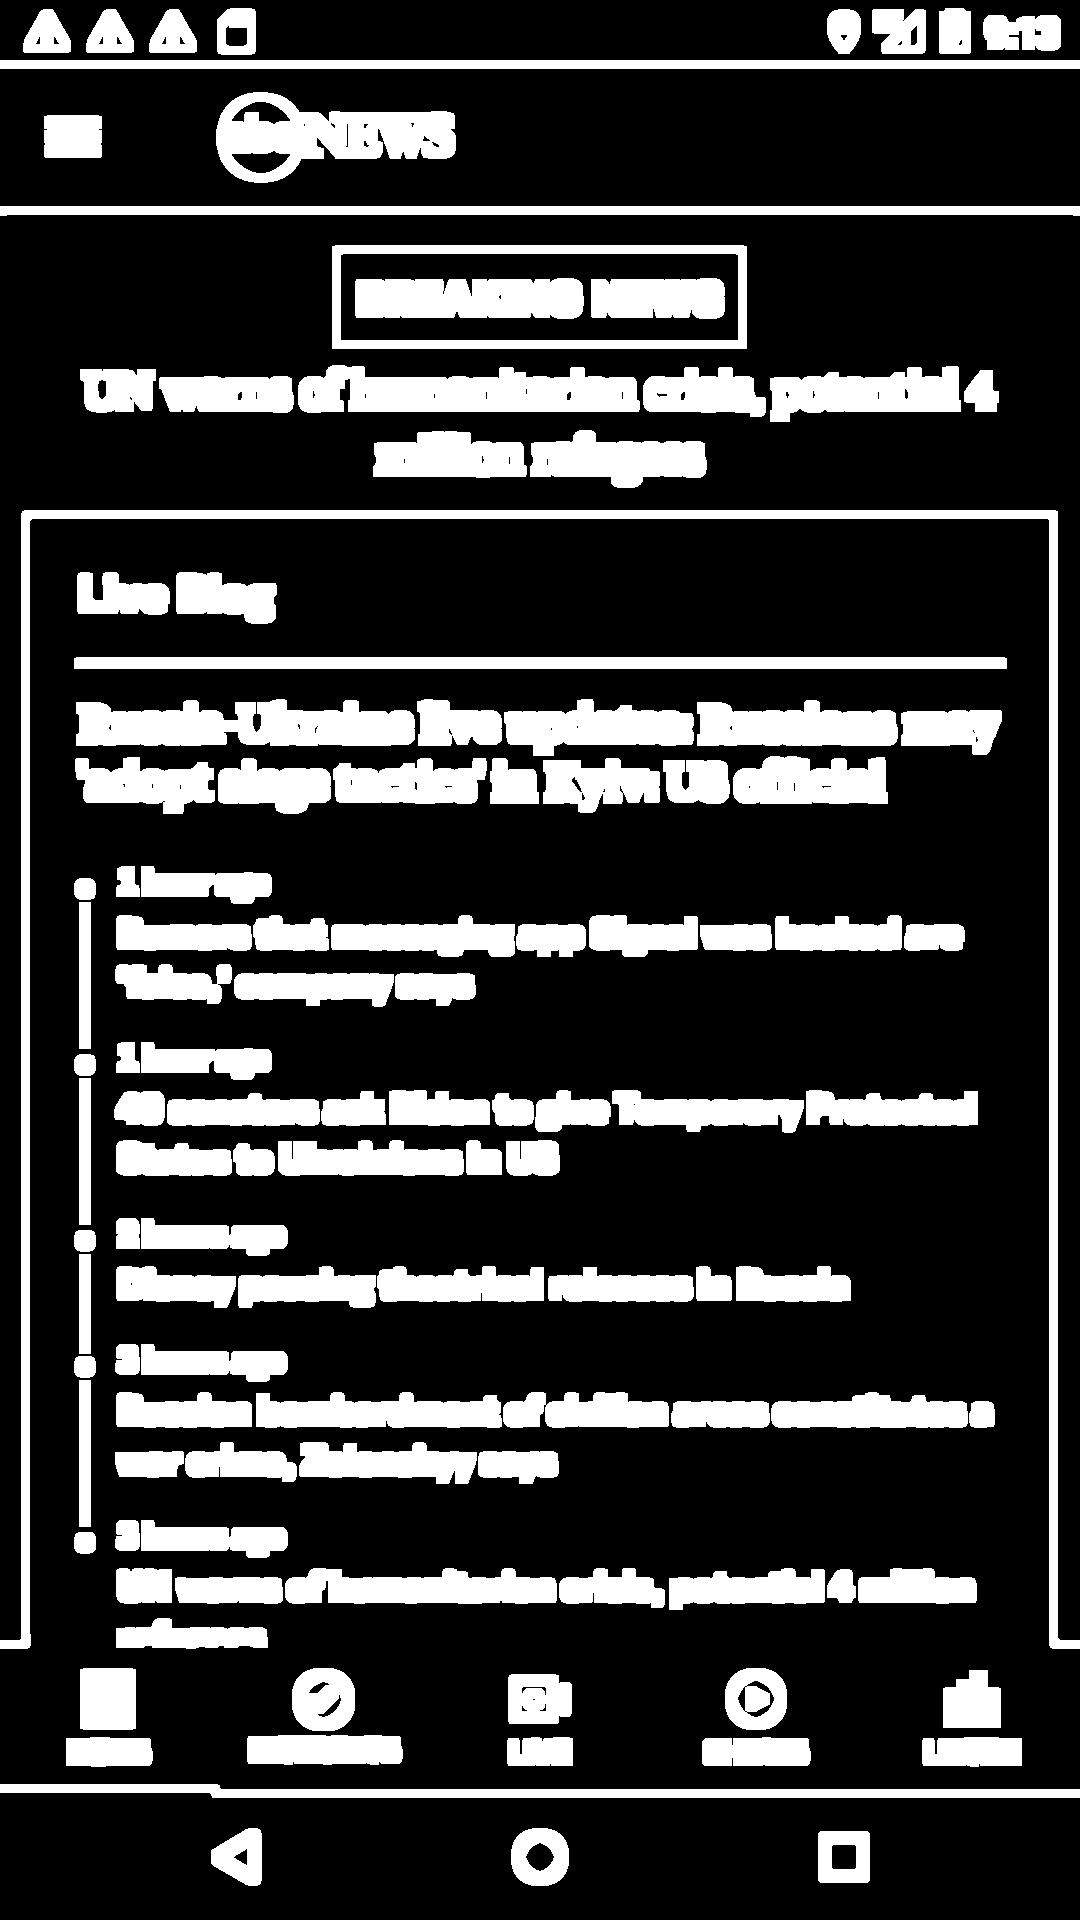 9:13
abc NEWS
BREAKING NEWS
UN warns of humanitarian crisis, potential 4
million refugees
Live Blog
Russia-Ukraine live updates: Russians may
'adopt siege tactics' in Kyiv: US official
1 hour ago
Rumors that messaging app Signal was hacked are
'false,' company says
1 hour ago
40 senators ask Biden to give Temporary Protected
Status to Ukrainians in US
2 hours ago
Disney pausing theatrical releases in Russia
3 hours ago
Russian bombardment of civilian areas constitutes a
war crime, Zelenskyy says
3 hours ago
UN warns of humanitarian crisis, potential 4 million
refugees
NEWS
INTERESTS
LIVE
SHOWS
LISTEN